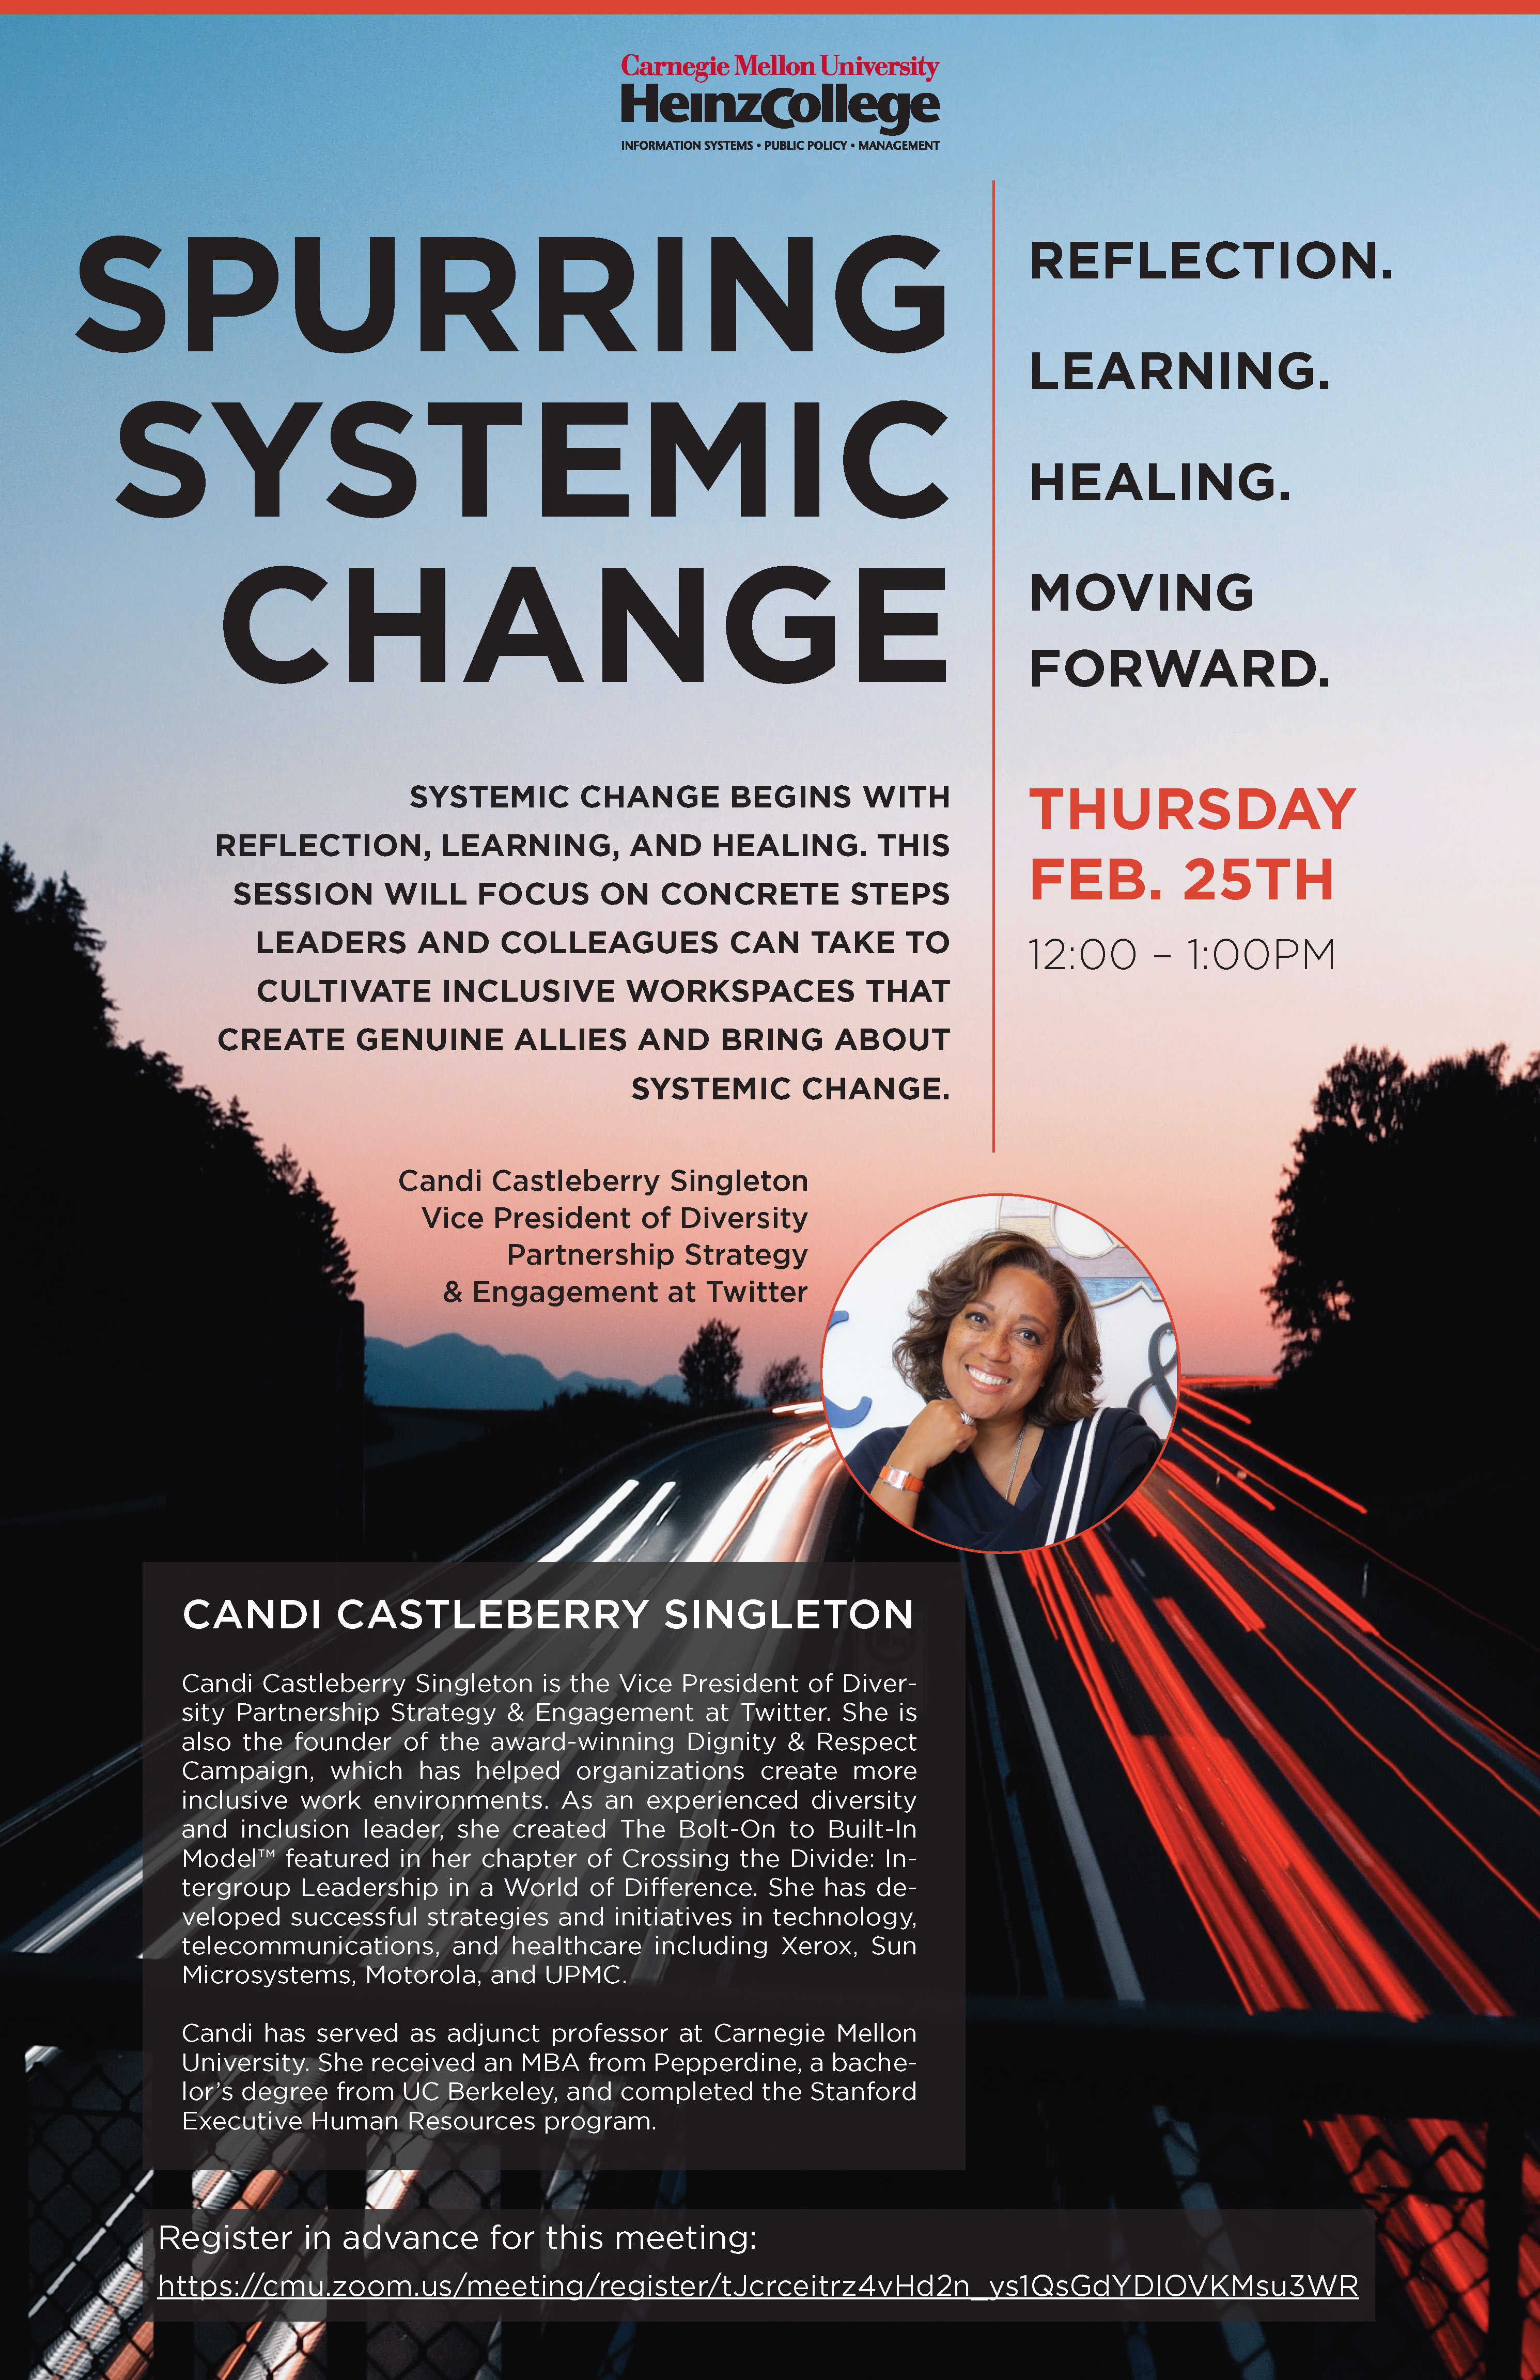 Carnegie Mellon University
HeinzCollege
INFORMATION SYSTEMS • PUBLIC POLICY • MANAGEMENT
SPURRING
SYSTEMIC
CHANGE
REFLECTION.
LEARNING.
HEALING.
MOVING
FORWARD.
SYSTEMIC CHANGE BEGINS WITH
REFLECTION, LEARNING, AND HEALING. THIS
SESSION WILL FOCUS ON CONCRETE STEPS
LEADERS AND COLLEAGUES CAN TAKE TO
CULTIVATE INCLUSIVE WORKSPACES THAT
CREATE GENUINE ALLIES AND BRING ABOUT
SYSTEMIC CHANGE.
THURSDAY
FEB. 25TH
12:00 – 1:00PM
Candi Castleberry Singleton
Vice President of Diversity
Partnership Strategy
& Engagement at Twitter
&
CANDI CASTLEBERRY SINGLETON
Candi Castleberry Singleton is the Vice President of Diver-
sity Partnership Strategy & Engagement at Twitter. She is
also the founder of the award-winning Dignity & Respect
Campaign, which has helped organizations create more
inclusive work environments. As an experienced diversity
and inclusion leader, she created The Bolt-On to Built-In
Model™ featured in her chapter of Crossing the Divide: In-
tergroup Leadership in a World of Difference. She has de-
veloped successful strategies and initiatives in technology,
telecommunications, and healthcare including Xerox, Sun
Microsystems, Motorola, and UPMC.
Candi has served as adjunct professor at Carnegie Mellon
University. She received an MBA from Pepperdine, a bache-
lor's degree from UC Berkeley, and completed the Stanford
Executive Human Resources program.
Register in advance for this meeting:
https://cmu.zoom.us/meeting/register/tJcrceitrz4vHd2n_ys1QsGdYDIOVKMsu3WR